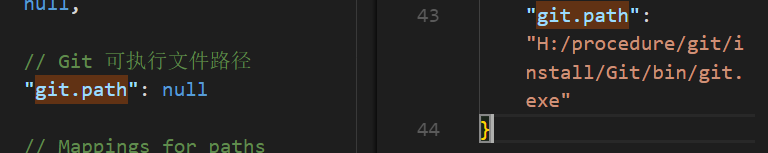 null,
// Git 可执行文件路径
"git.path": null
// Mappings for paths
43 "git.path":
"H:/procedure/git/i
nstall/Git/bin/git.
exe"
44 }